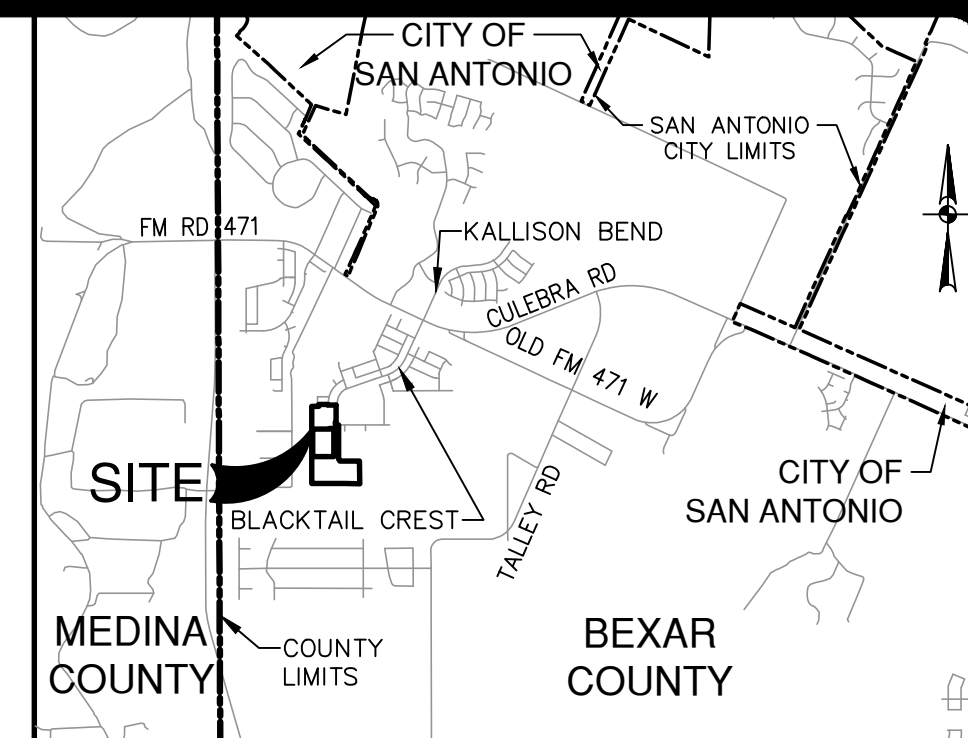 CITY OF
SAN ANTONIO
SAN ANTONIO
CITY LIMITS
FM RD 471
KALLISON BEND
CULEBRA RD
OLD FM 471 W
SITE
CITY OF
SAN ANTONIO
BLACKTAIL CREST
TALLEY RD
MEDINA
COUNTY
COUNTY
LIMITS
BEXAR
COUNTY